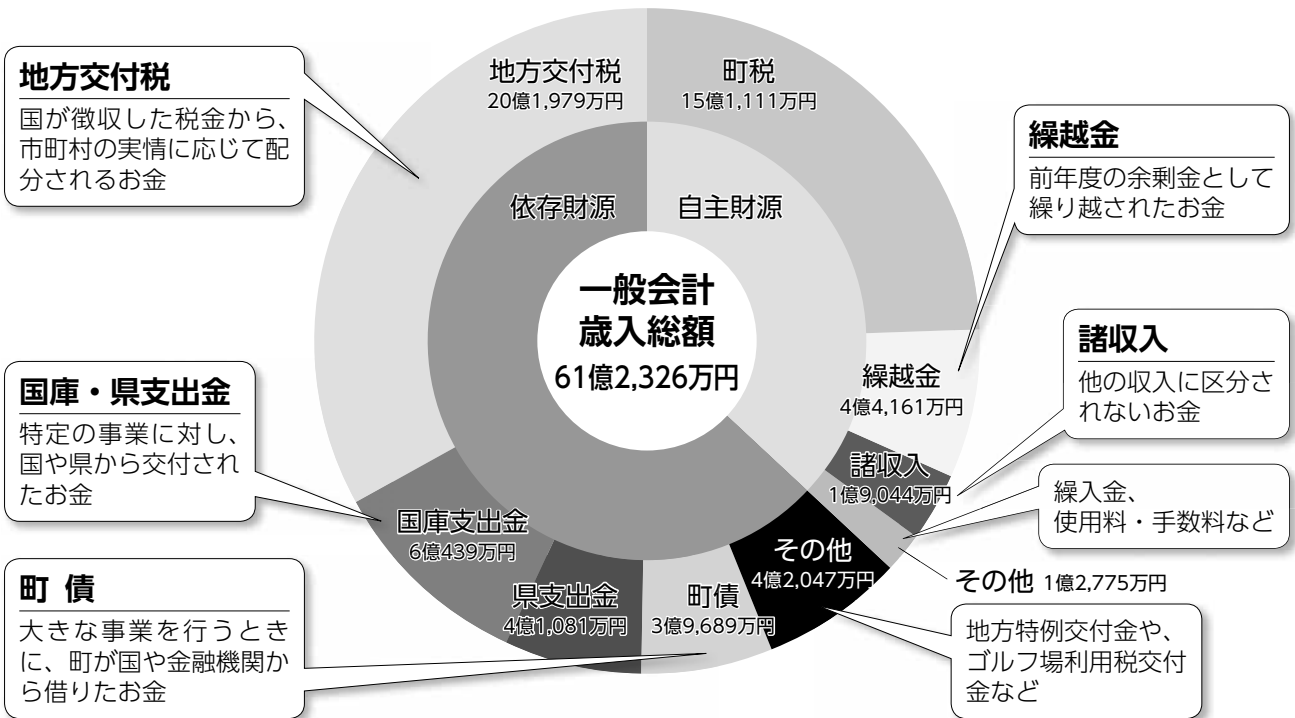 地方交付税
国が徴収した税金から、
市町村の実情に応じて配
分されるお金
国庫・県支出金
特定の事業に対し、
国や県から交付され
たお金
町 債
大きな事業を行うとき
に、町が国や金融機関か
ら借りたお金
地方交付税
20億1,979万円
町税
15億1,111万円
依存財源
自主財源
一般会計
歳入総額
61億2,326万円
繰越金
4億4,161万円
諸収入
1億9,044万円
その他 1億2,775万円
その他
4億2,047万円
町債
3億9,689万円
県支出金
4億1,081万円
国庫支出金
6億439万円
繰越金
前年度の余剰金として
繰り越されたお金
諸収入
他の収入に区分さ
れないお金
繰入金、
使用料・手数料など
地方特例交付金や、
ゴルフ場利用税交付
金など